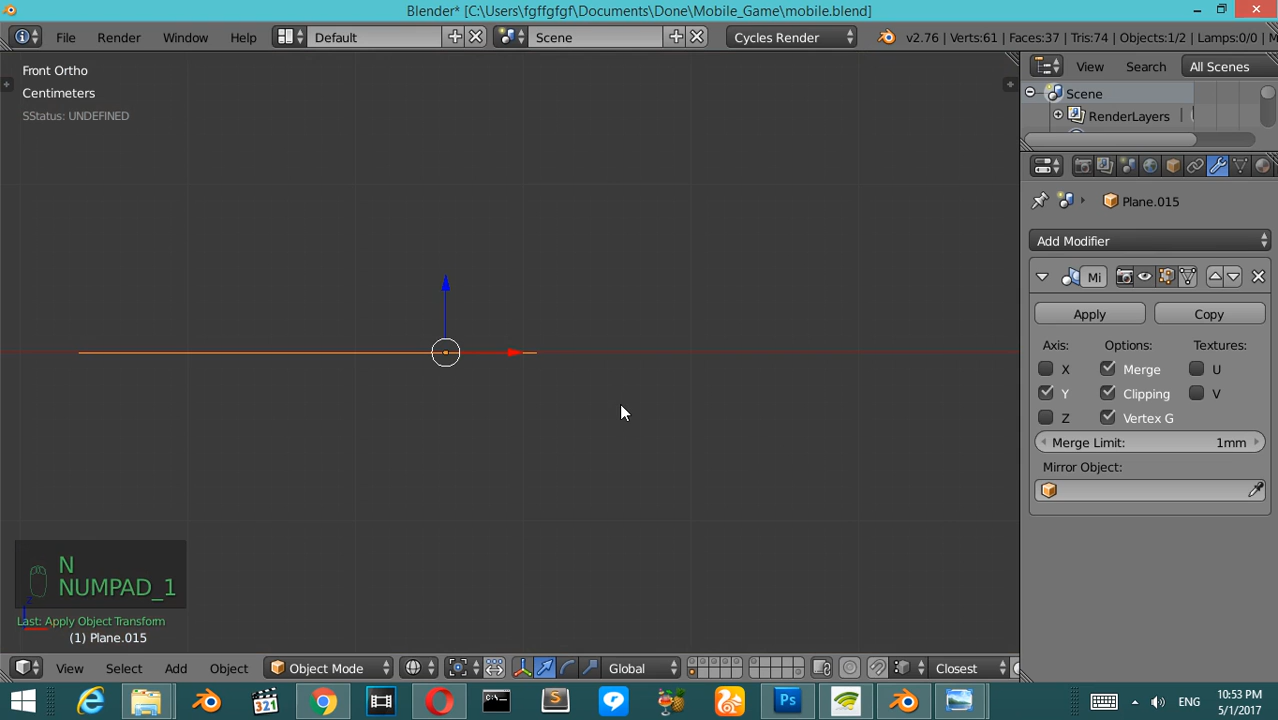 Blender* [C:\Users\fgffgfgf\Documents\Done\Mobile_Game\mobile.blend]
File Render Window Help Default Scene Cycles Render v2.76 | Verts:61 | Faces:37 | Tris:74 | Objects:1/2 | Lamps:0/0 | M
Front Ortho
Centimeters
SStatus: UNDEFINED
View Search All Scenes
Scene
RenderLayers
Plane.015
Add Modifier
Mi
Apply Copy
Axis: Options: Textures:
X Merge U
Y Clipping V
Z Vertex G
Merge Limit: 1mm
Mirror Object:
N
NUMPAD_1
Last: Apply Object Transform
(1) Plane.015
View Select Add Object Object Mode Global Closest
321
Ps
ENG
10:53 PM
5/1/2017